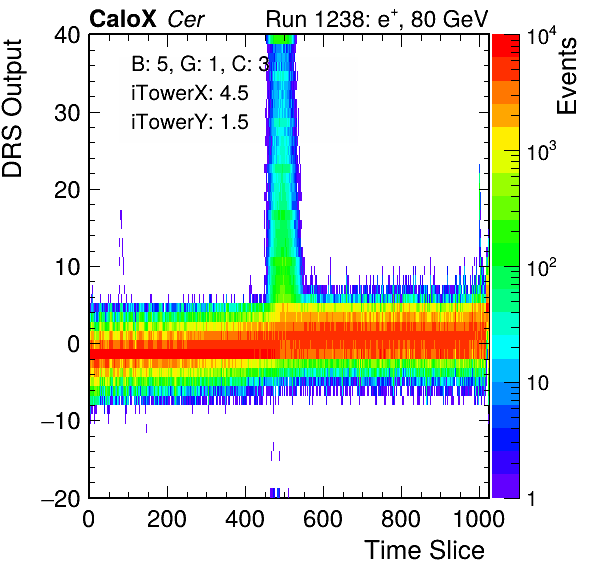 CaloX Cer Run 1238: e+, 80 GeV
B: 5, G: 1, C: 3
iTowerX: 4.5
iTowerY: 1.5
DRS Output
40
30
20
10
0
−10
−20
0 200 400 600 800 1000
Time Slice
Events
10^4
10^3
10^2
10
1